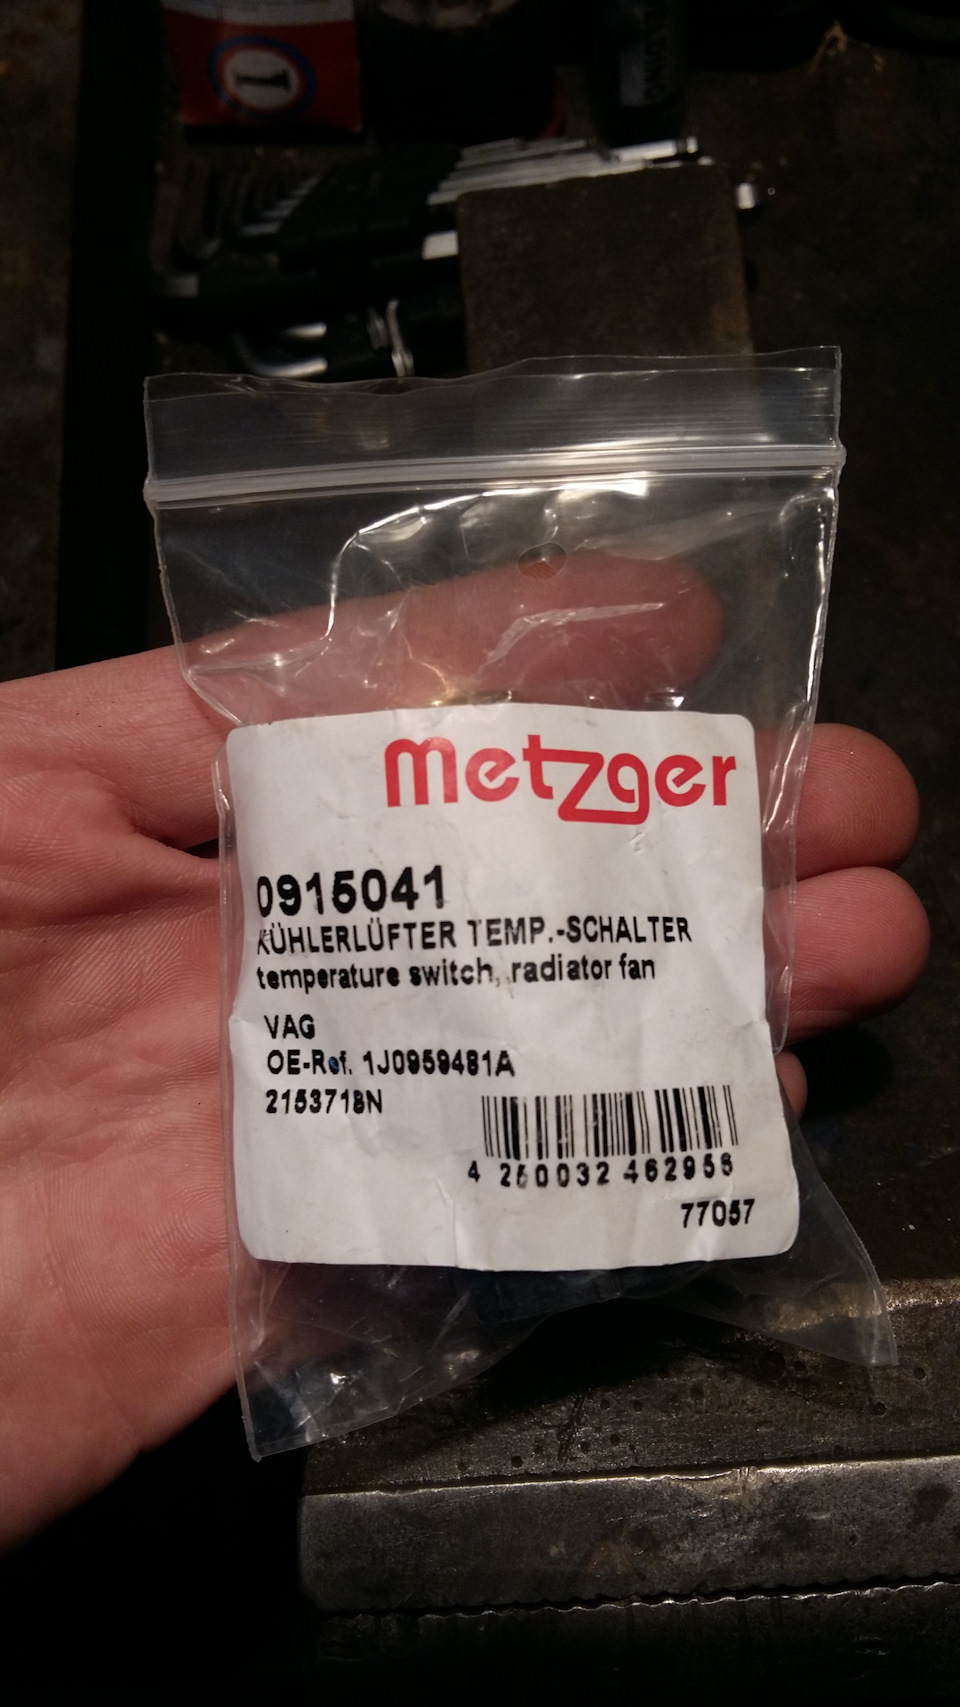 metzger
0915041
KÜHLERLÜFTER TEMP.-SCHALTER
temperature switch, radiator fan
VAG
OE-Ref. 1J0959481A
2153718N
4 250032 462956
77057